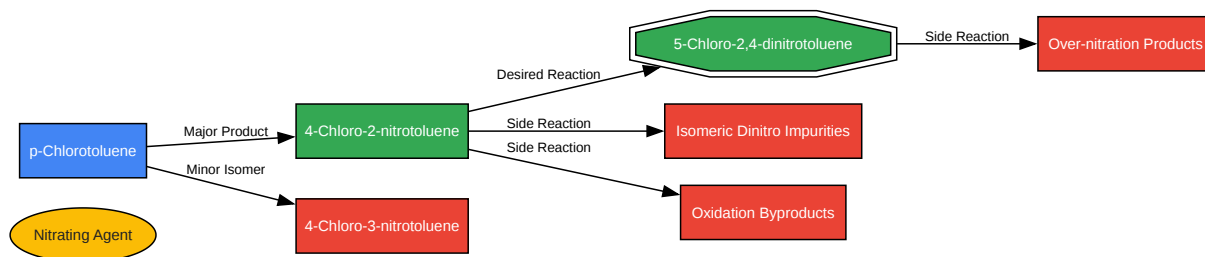 5-Chloro-2,4-dinitrotoluene
Side Reaction
Over-nitration Products
Desired Reaction
p-Chlorotoluene
Major Product
4-Chloro-2-nitrotoluene
Side Reaction
Isomeric Dinitro Impurities
Side Reaction
Minor Isomer
Oxidation Byproducts
4-Chloro-3-nitrotoluene
Nitrating Agent